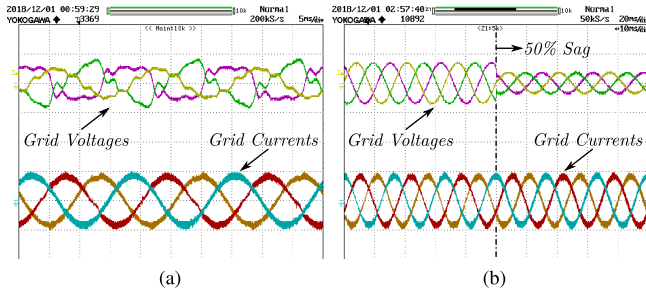 2018/12/01 00:59:29 Normal
YOKOGAWA ◆ 3369 200kS/s 5ms/div
<< Main:10k >>
10k
Grid Voltages
Grid Currents
(a)
2018/12/01 02:57:40 Normal
YOKOGAWA ◆ 10892 50kS/s 20ms/div
10k
10ms/div
50% Sag
Grid Voltages
Grid Currents
(b)